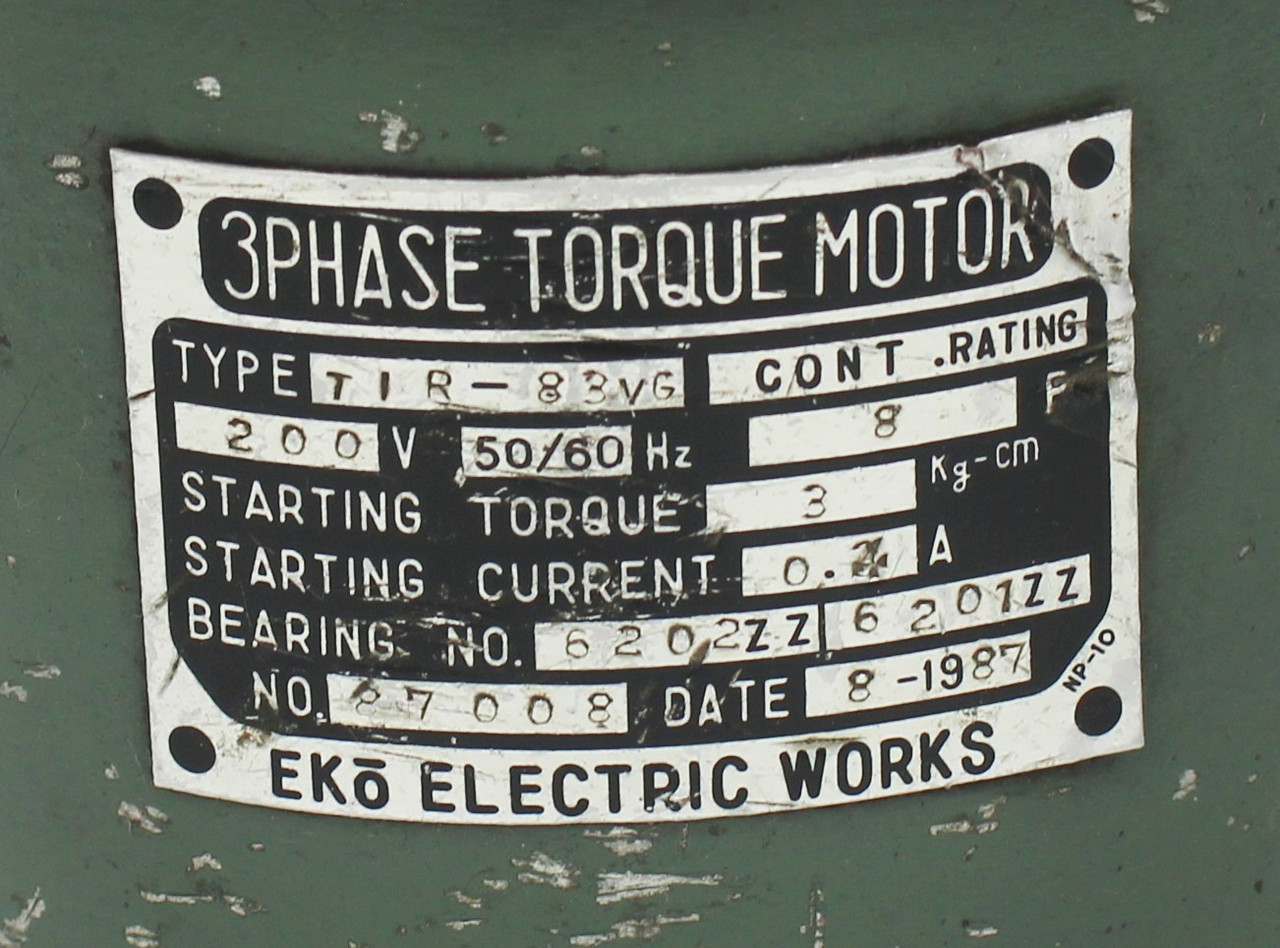 3PHASE TORQUE MOTOR
TYPE TIR-83VG CONT.RATING
200 V 50/60 Hz 8 P
STARTING TORQUE 3 Kg-cm
STARTING CURRENT A
BEARING NO. 6202ZZ 6201ZZ
NO. 87008 DATE 8-1987
NP-10
EKō ELECTRIC WORKS